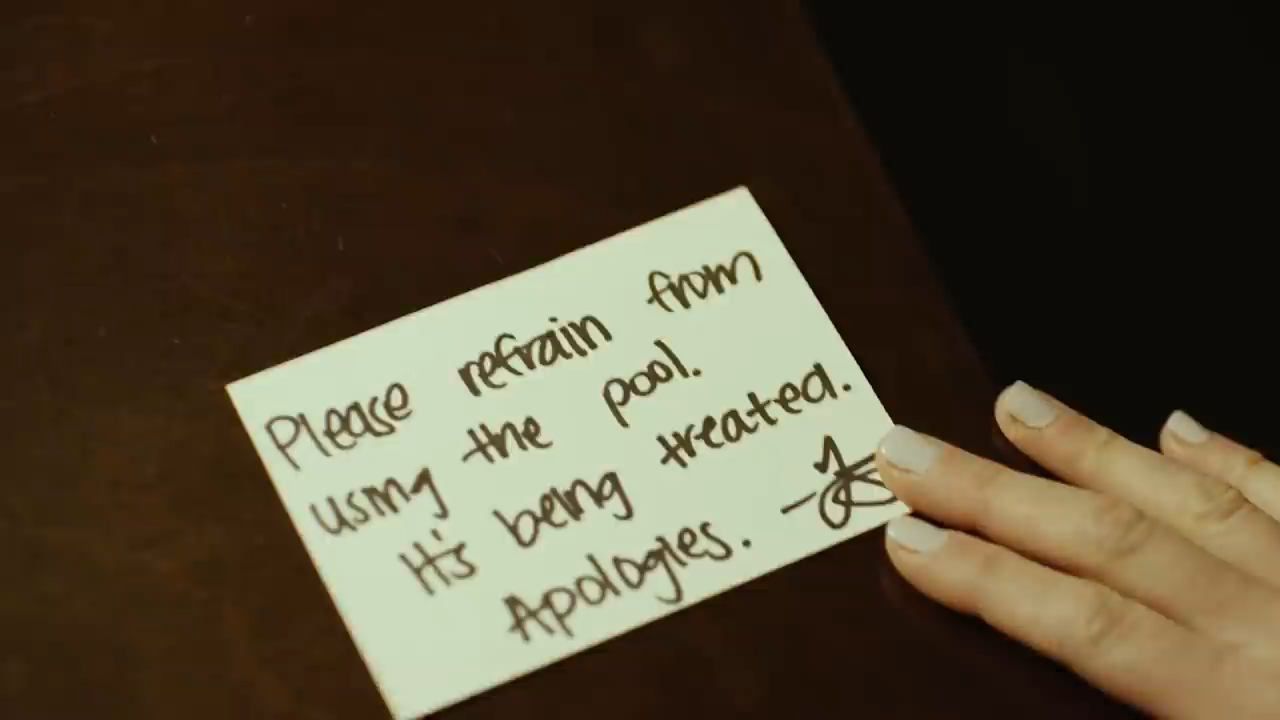 Please refrain from
using the pool.
It's being treated.
Apologies.